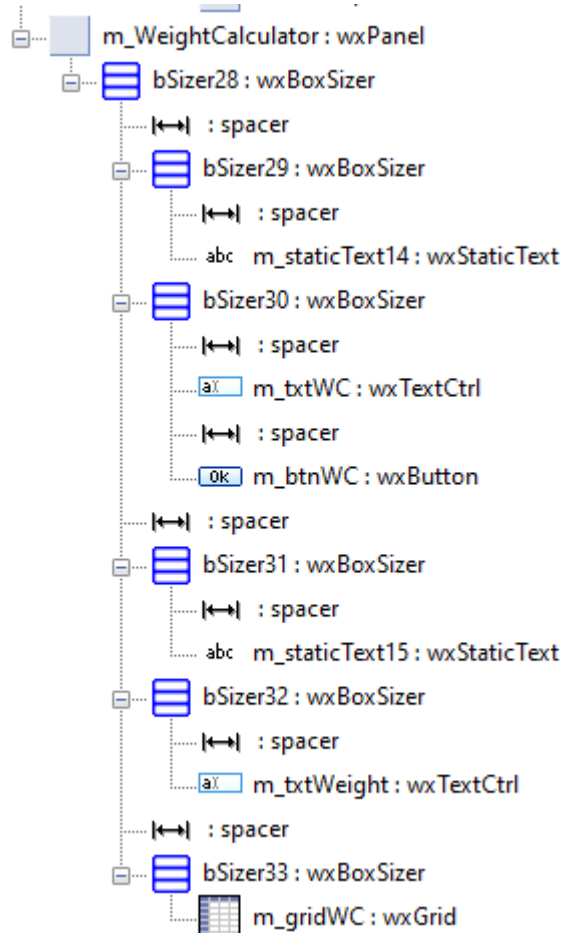 m_WeightCalculator : wxPanel
bSizer28 : wxBoxSizer
: spacer
bSizer29 : wxBoxSizer
: spacer
abc m_staticText14 : wxStaticText
bSizer30 : wxBoxSizer
: spacer
a m_txtWC : wxTextCtrl
: spacer
Ok m_btnWC : wxButton
: spacer
bSizer31 : wxBoxSizer
: spacer
abc m_staticText15 : wxStaticText
bSizer32 : wxBoxSizer
: spacer
a m_txtWeight : wxTextCtrl
: spacer
bSizer33 : wxBoxSizer
m_gridWC : wxGrid